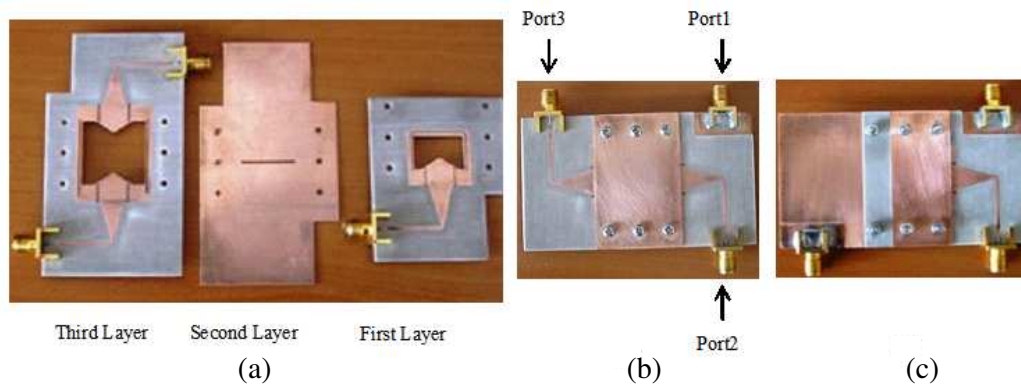 Port3
Port1
Third Layer
Second Layer
First Layer
Port2
(a)
(b)
(c)